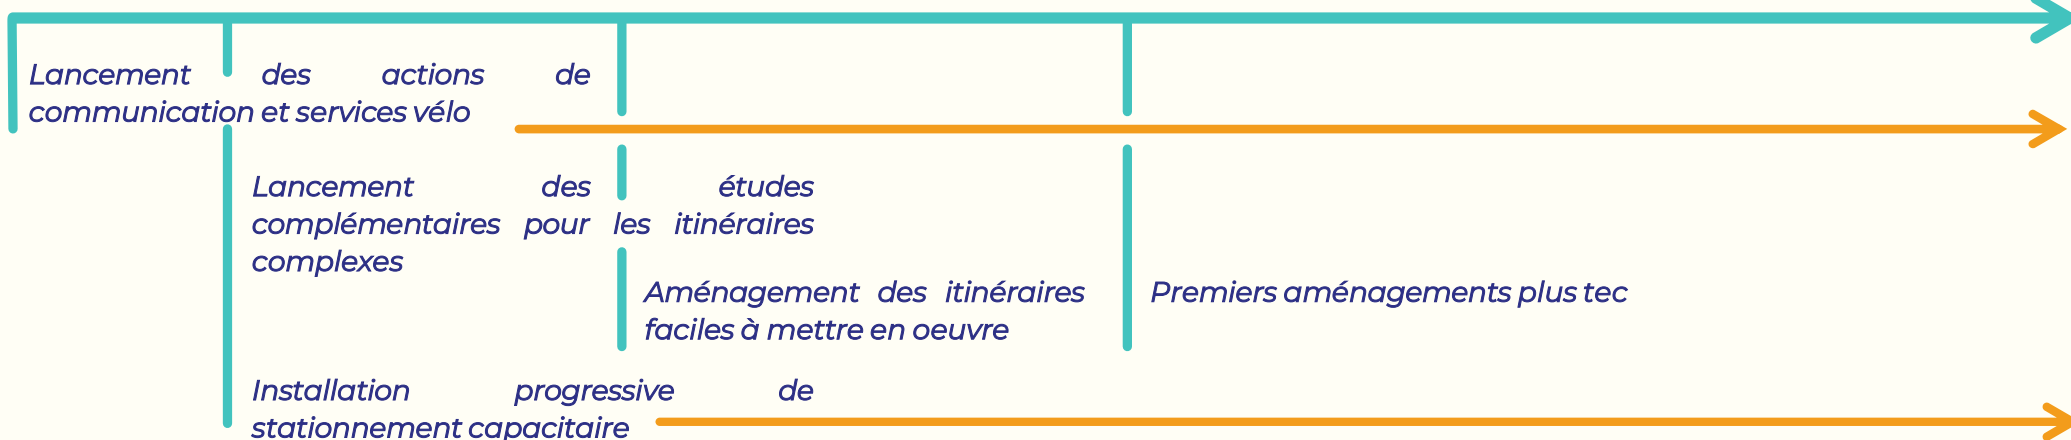 Lancement des actions de
communication et services vélo
Lancement des études
complémentaires pour les itinéraires
complexes
Aménagement des itinéraires
faciles à mettre en oeuvre
Premiers aménagements plus tec
Installation progressive de
stationnement capacitaire